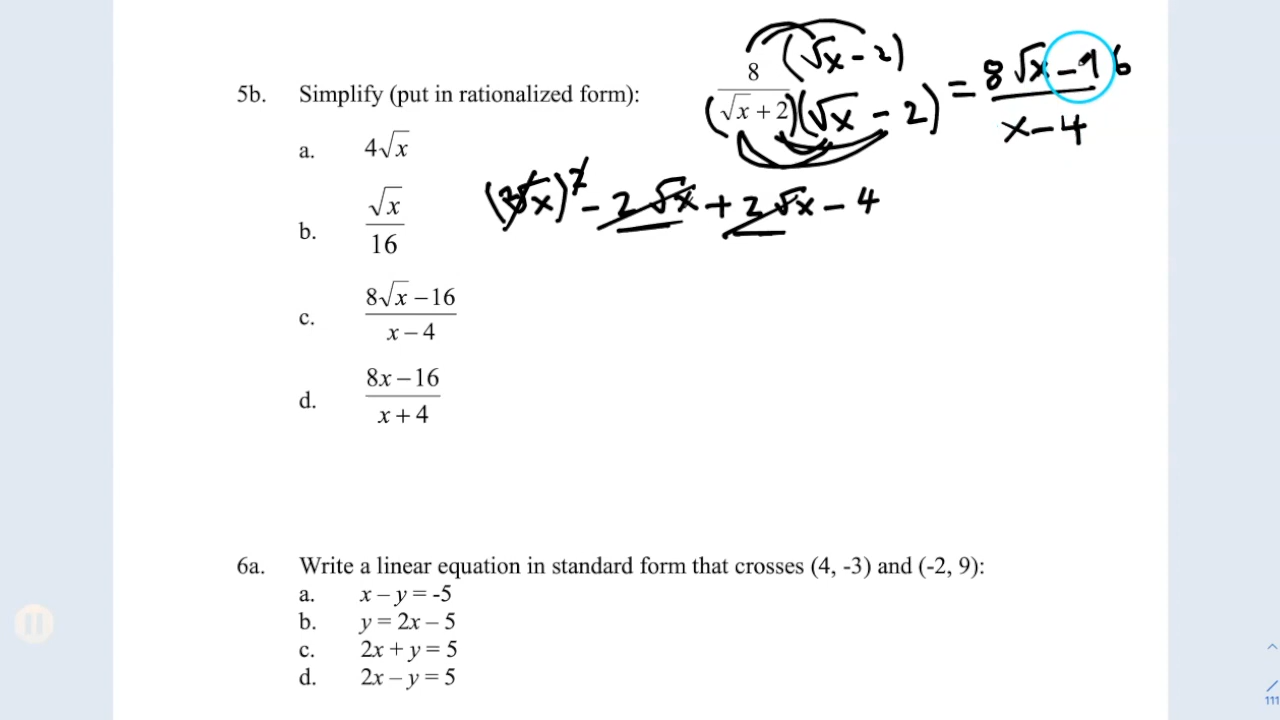 8 (√x − 2)
5b. Simplify (put in rationalized form): (√x + 2)(√x − 2) = 8√x − 16 / x − 4
a. 4√x
(√x)² − 2√x + 2√x − 4
b. √x / 16
c. 8√x − 16 / x − 4
d. 8x − 16 / x + 4
6a. Write a linear equation in standard form that crosses (4, -3) and (-2, 9):
a. x − y = -5
b. y = 2x − 5
c. 2x + y = 5
d. 2x − y = 5
111